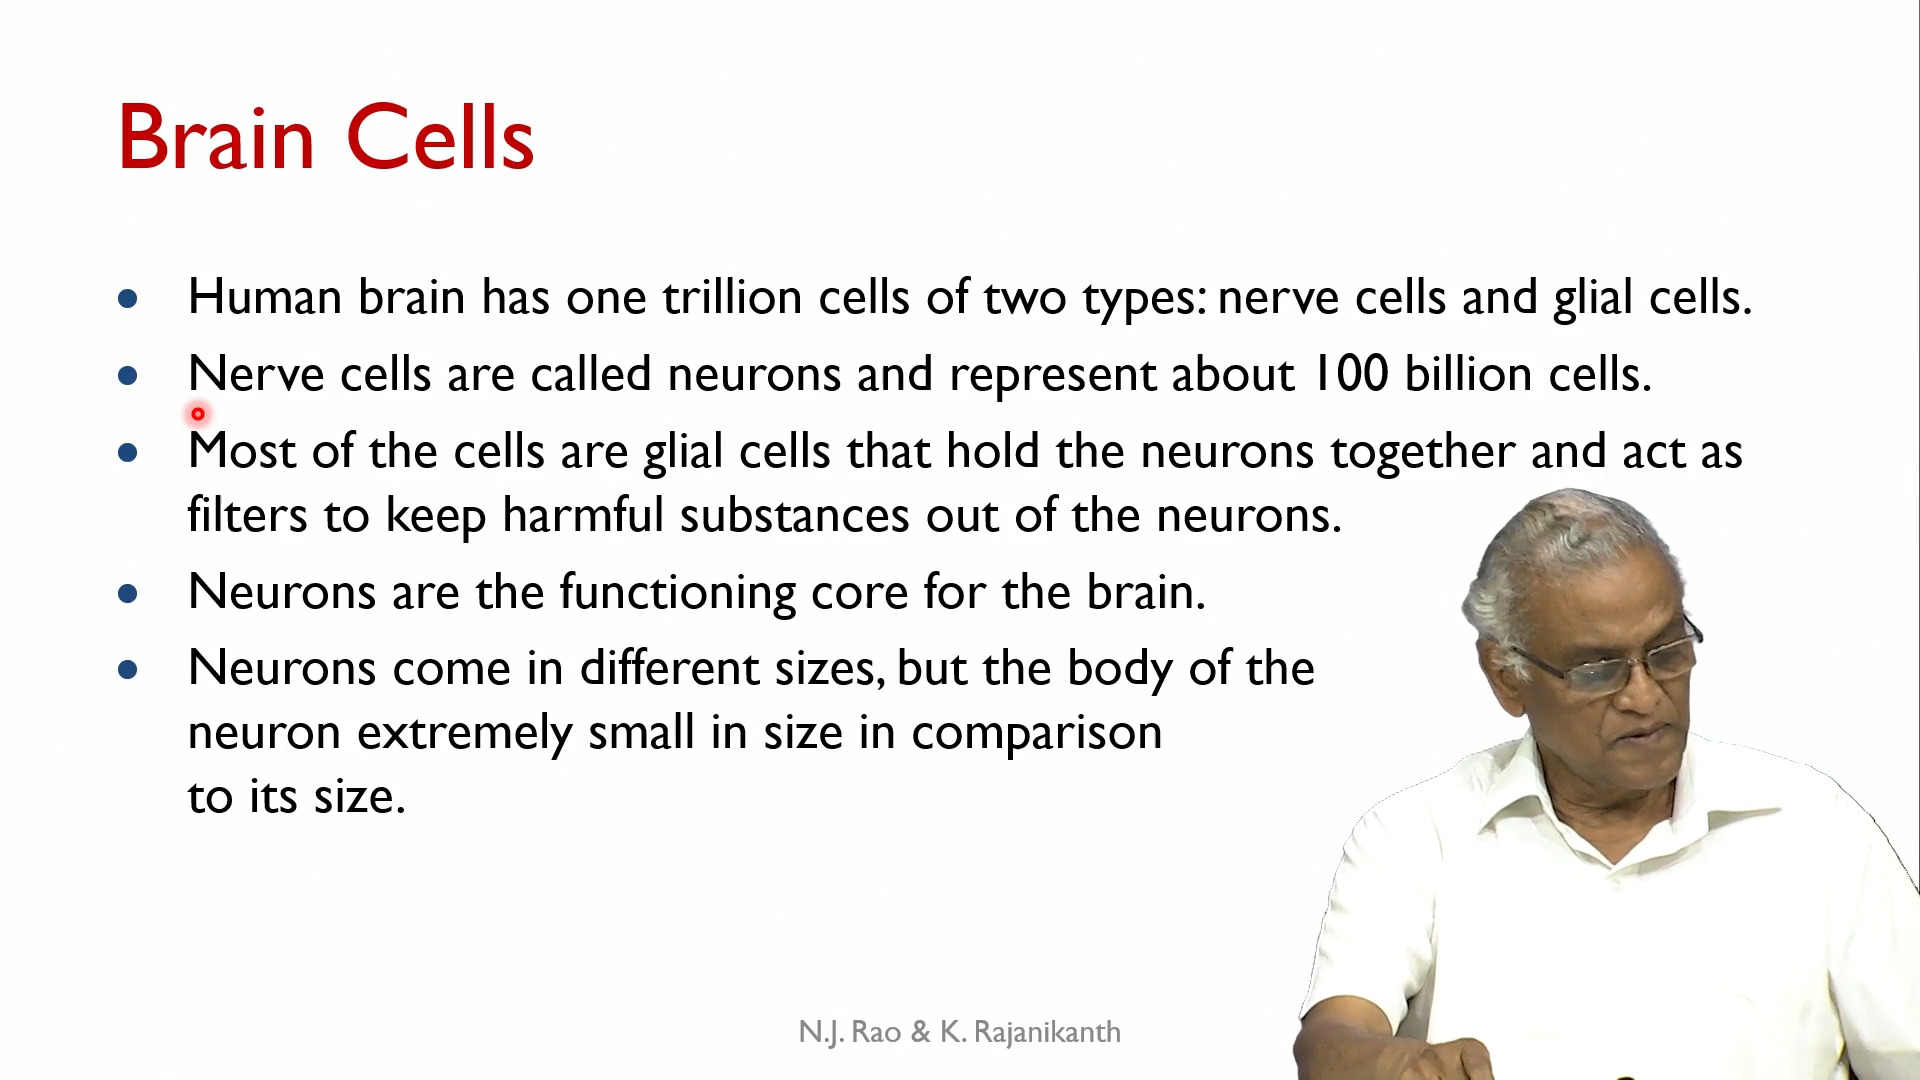 Brain Cells
Human brain has one trillion cells of two types: nerve cells and glial cells.
Nerve cells are called neurons and represent about 100 billion cells.
Most of the cells are glial cells that hold the neurons together and act as
filters to keep harmful substances out of the neurons.
Neurons are the functioning core for the brain.
Neurons come in different sizes, but the body of the
neuron extremely small in size in comparison
to its size.
N.J. Rao & K. Rajanikanth